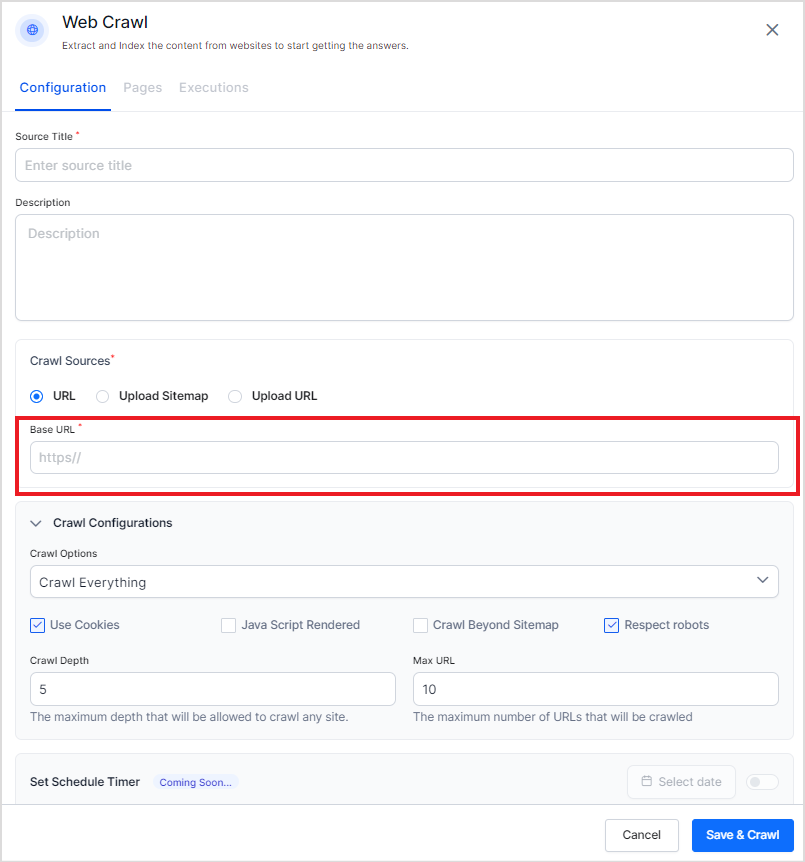 Web Crawl
Extract and Index the content from websites to start getting the answers.
Configuration Pages Executions
Source Title *
Enter source title
Description
Description
Crawl Sources*
URL Upload Sitemap Upload URL
Base URL *
https//
Crawl Configurations
Crawl Options
Crawl Everything
Use Cookies Java Script Rendered Crawl Beyond Sitemap Respect robots
Crawl Depth Max URL
5 10
The maximum depth that will be allowed to crawl any site. The maximum number of URLs that will be crawled
Set Schedule Timer Coming Soon... Select date
Cancel Save & Crawl